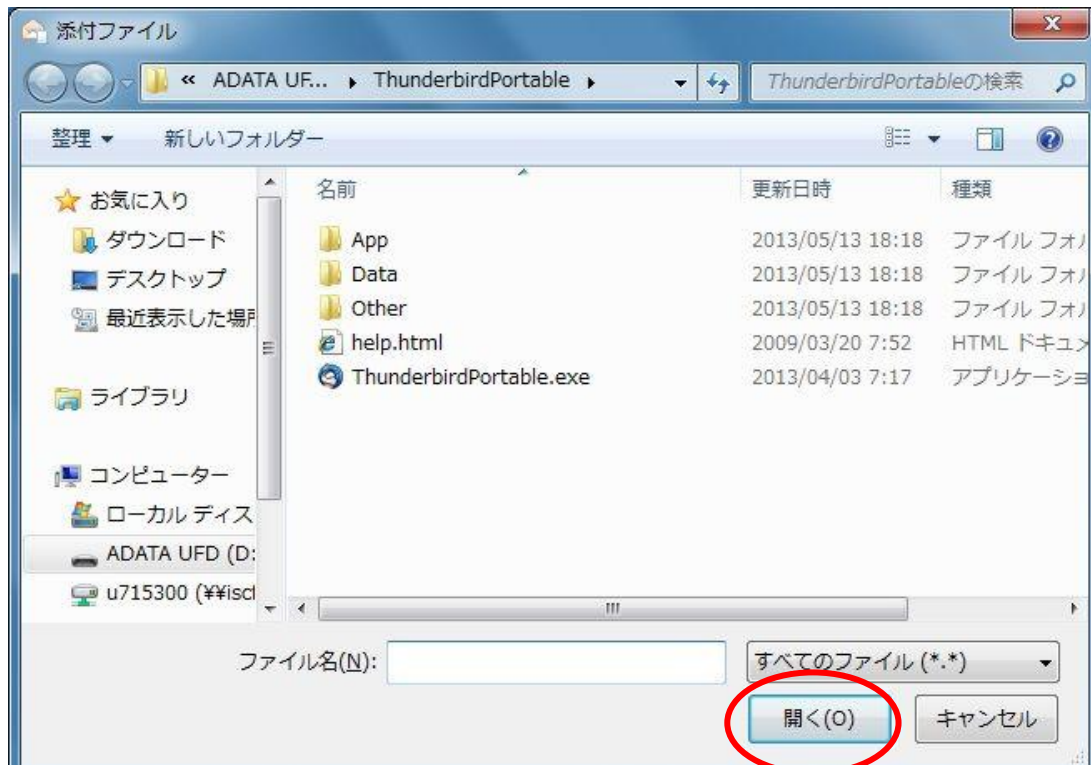 添付ファイル
« ADATA UF... ThunderbirdPortable ThunderbirdPortableの検索
整理 新しいフォルダー
お気に入り
ダウンロード
デスクトップ
最近表示した場所
ライブラリ
コンピューター
ローカル ディス
ADATA UFD (D:
u715300 (¥¥iscf
名前 更新日時 種類
App 2013/05/13 18:18 ファイル フォル
Data 2013/05/13 18:18 ファイル フォル
Other 2013/05/13 18:18 ファイル フォル
help.html 2009/03/20 7:52 HTML ドキュメ
ThunderbirdPortable.exe 2013/04/03 7:17 アプリケーショ
ファイル名(N): すべてのファイル (*.*)
開く(O) キャンセル